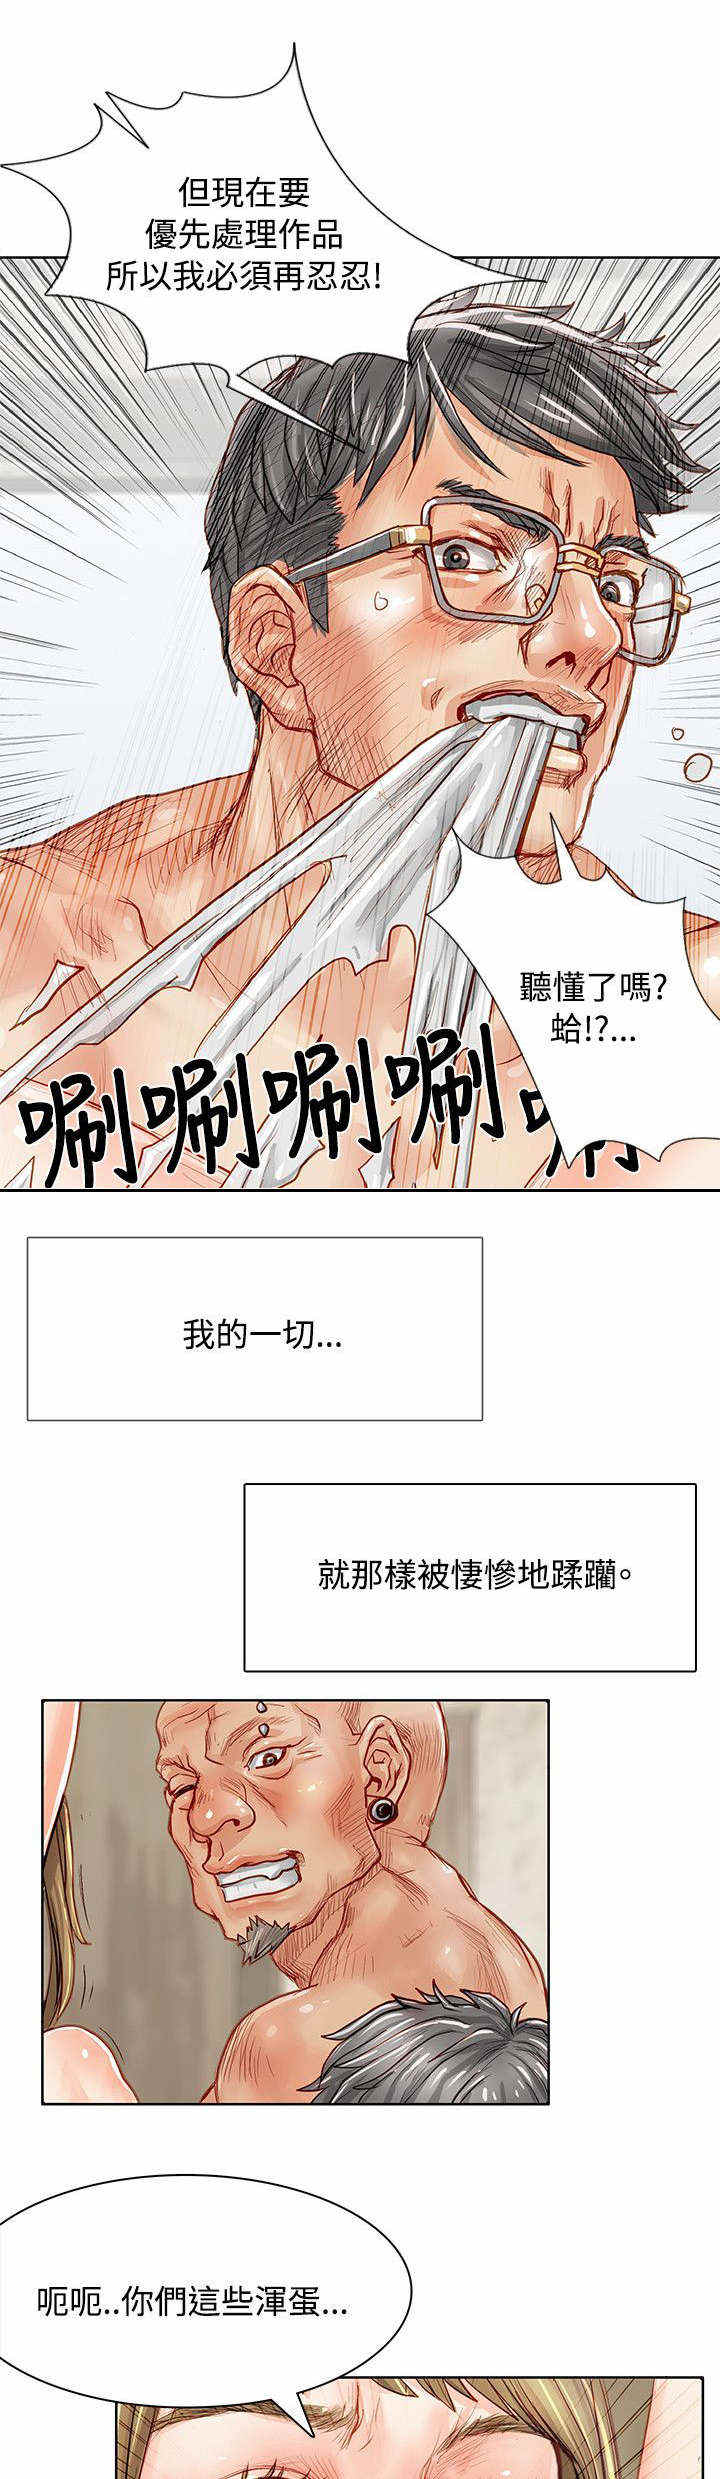 但現在要
優先處理作品
所以我必須再忍忍!
聽懂了嗎?
蛤!?...
唰唰唰唰唰
我的一切...
就那樣被悽慘地蹂躪。
呃呃..你們這些渾蛋...